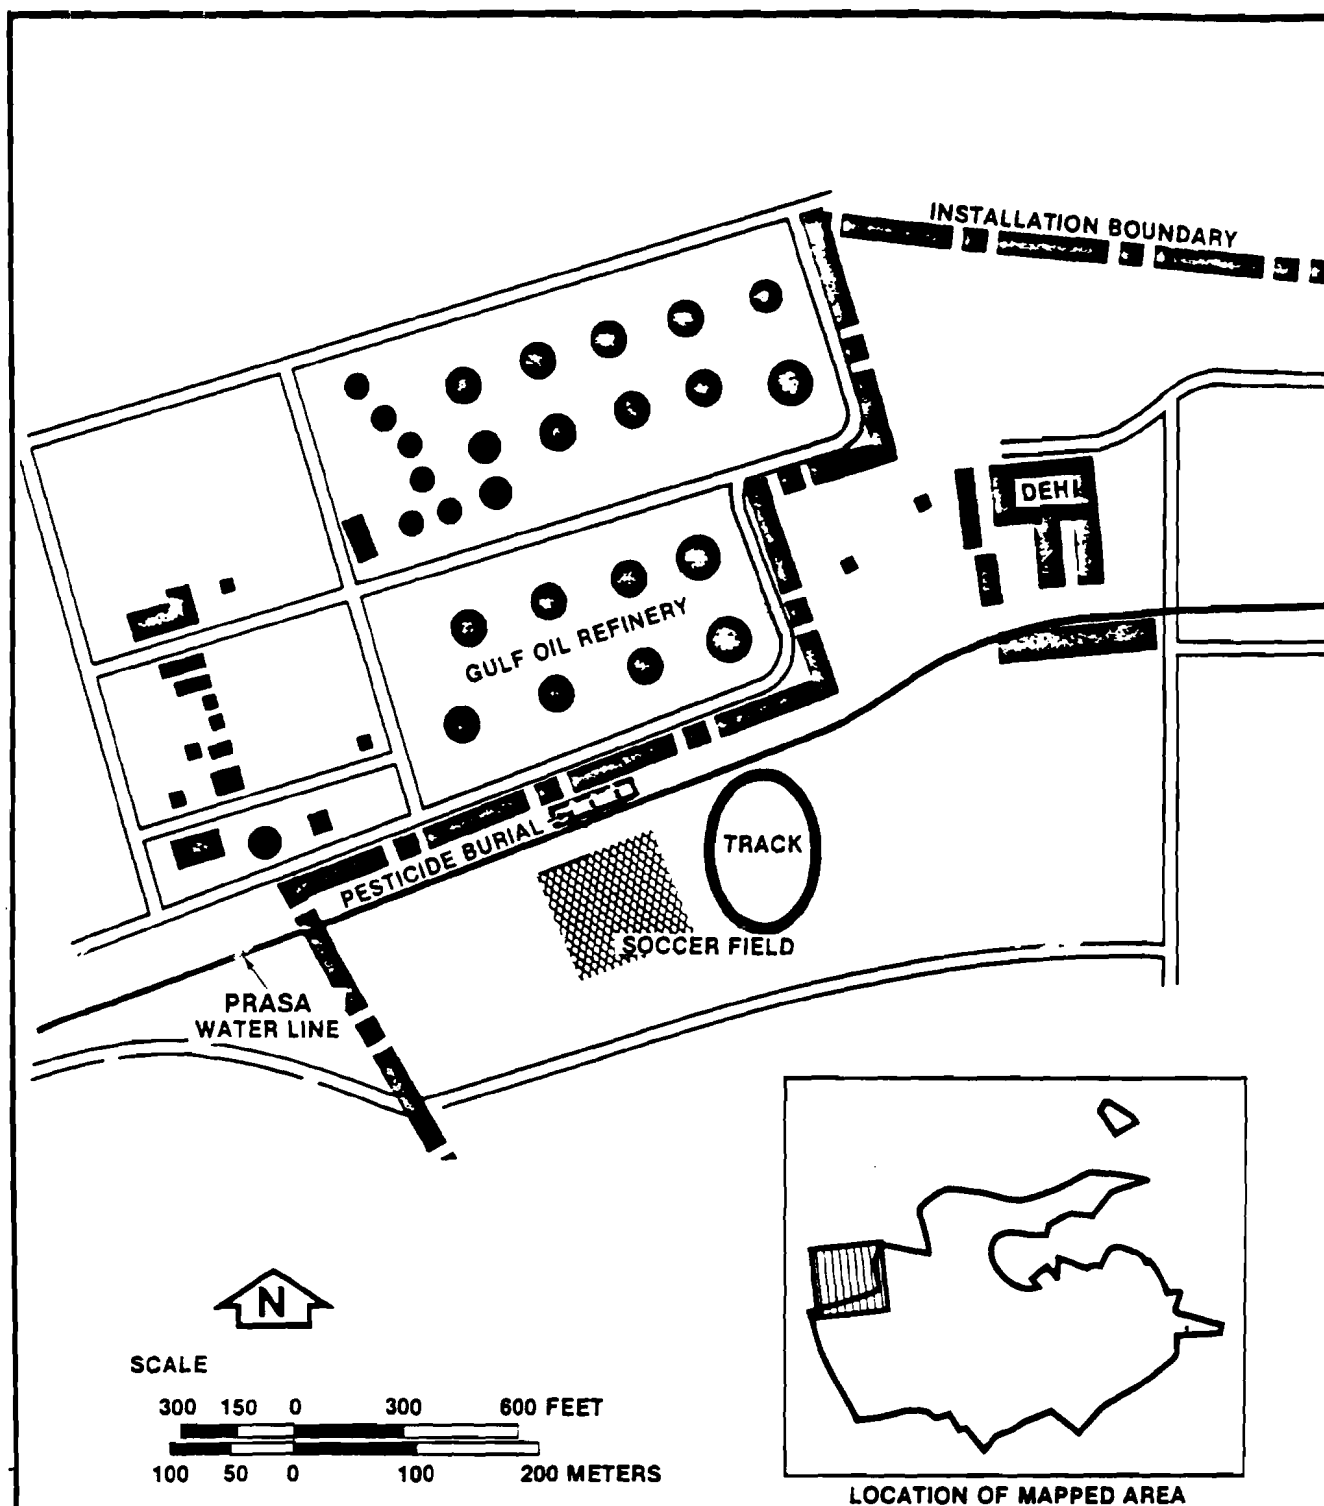 INSTALLATION BOUNDARY
DEH
GULF OIL REFINERY
PESTICIDE BURIAL
TRACK
SOCCER FIELD
PRASA
WATER LINE
N
SCALE
300 150 0 300 600 FEET
100 50 0 100 200 METERS
LOCATION OF MAPPED AREA